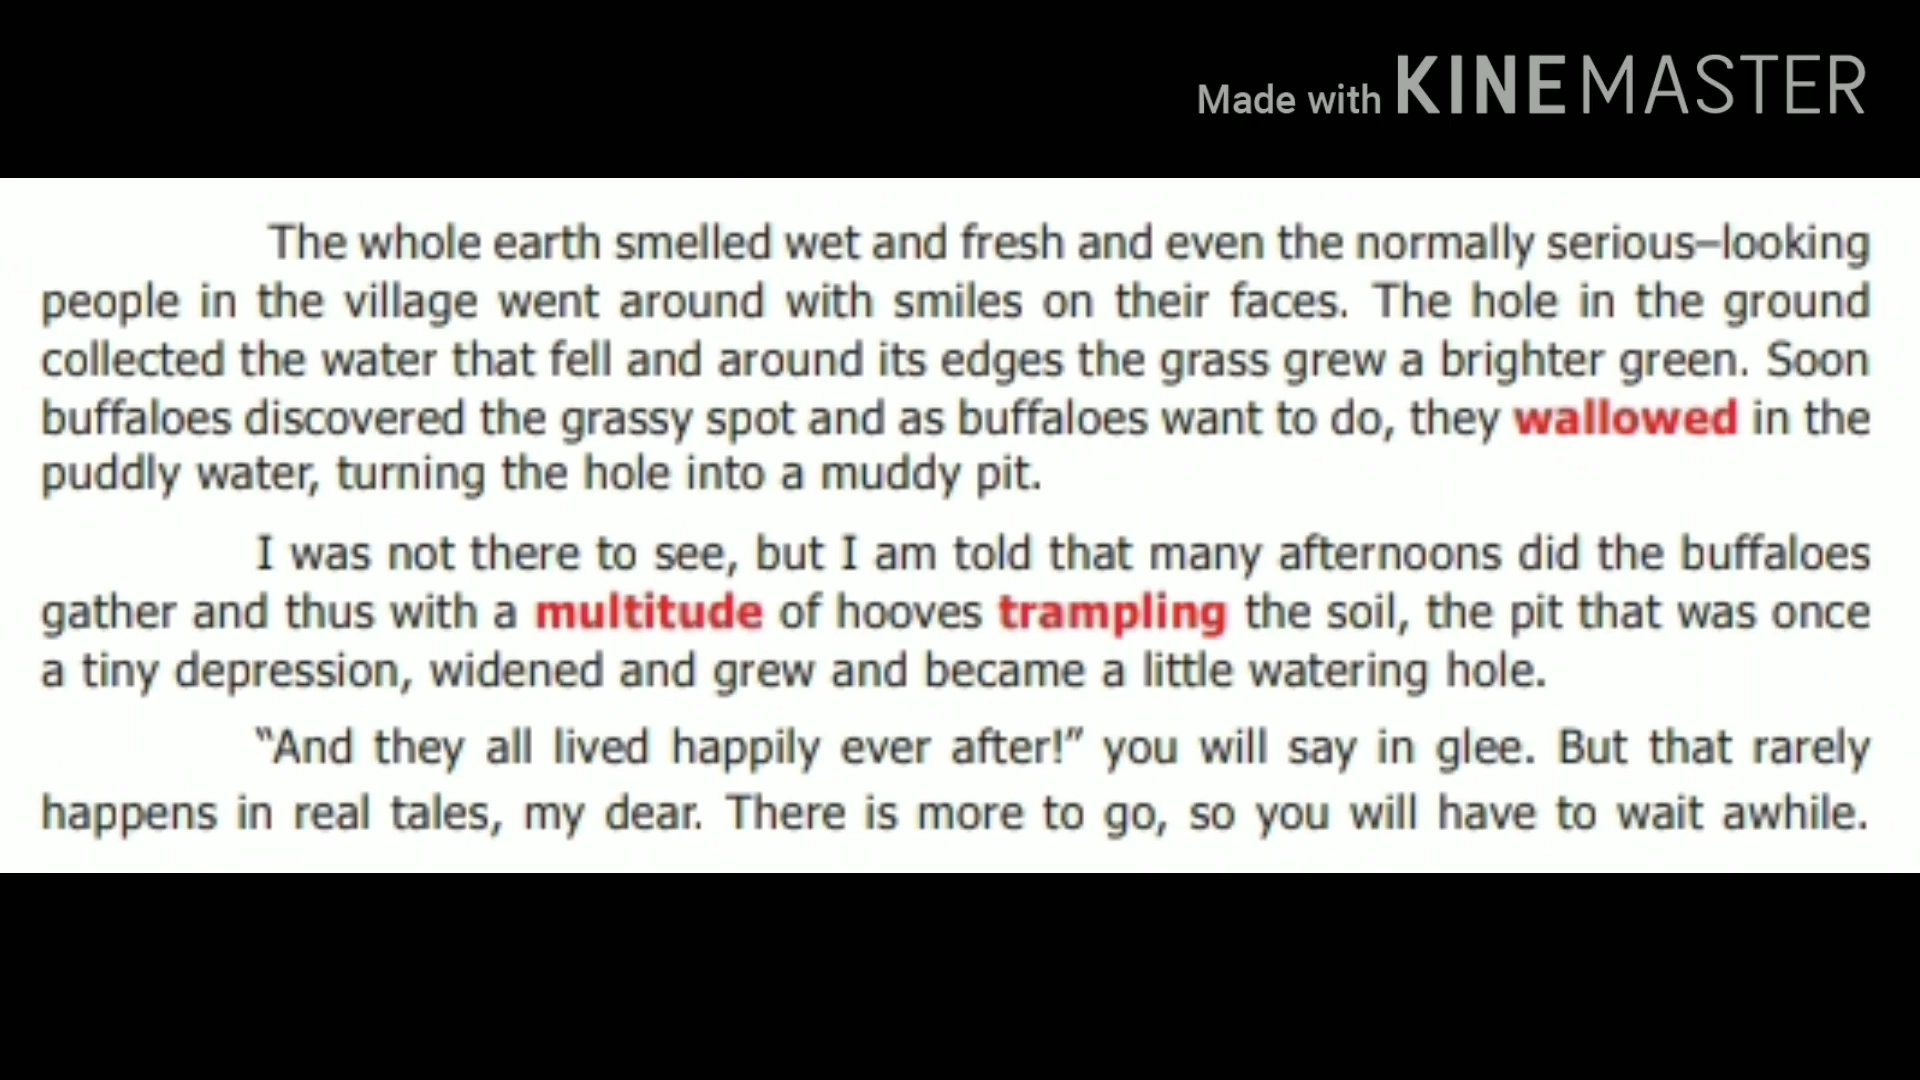 Made with KINEMASTER
The whole earth smelled wet and fresh and even the normally serious–looking
people in the village went around with smiles on their faces. The hole in the ground
collected the water that fell and around its edges the grass grew a brighter green. Soon
buffaloes discovered the grassy spot and as buffaloes want to do, they wallowed in the
puddly water, turning the hole into a muddy pit.
I was not there to see, but I am told that many afternoons did the buffaloes
gather and thus with a multitude of hooves trampling the soil, the pit that was once
a tiny depression, widened and grew and became a little watering hole.
“And they all lived happily ever after!” you will say in glee. But that rarely
happens in real tales, my dear. There is more to go, so you will have to wait awhile.